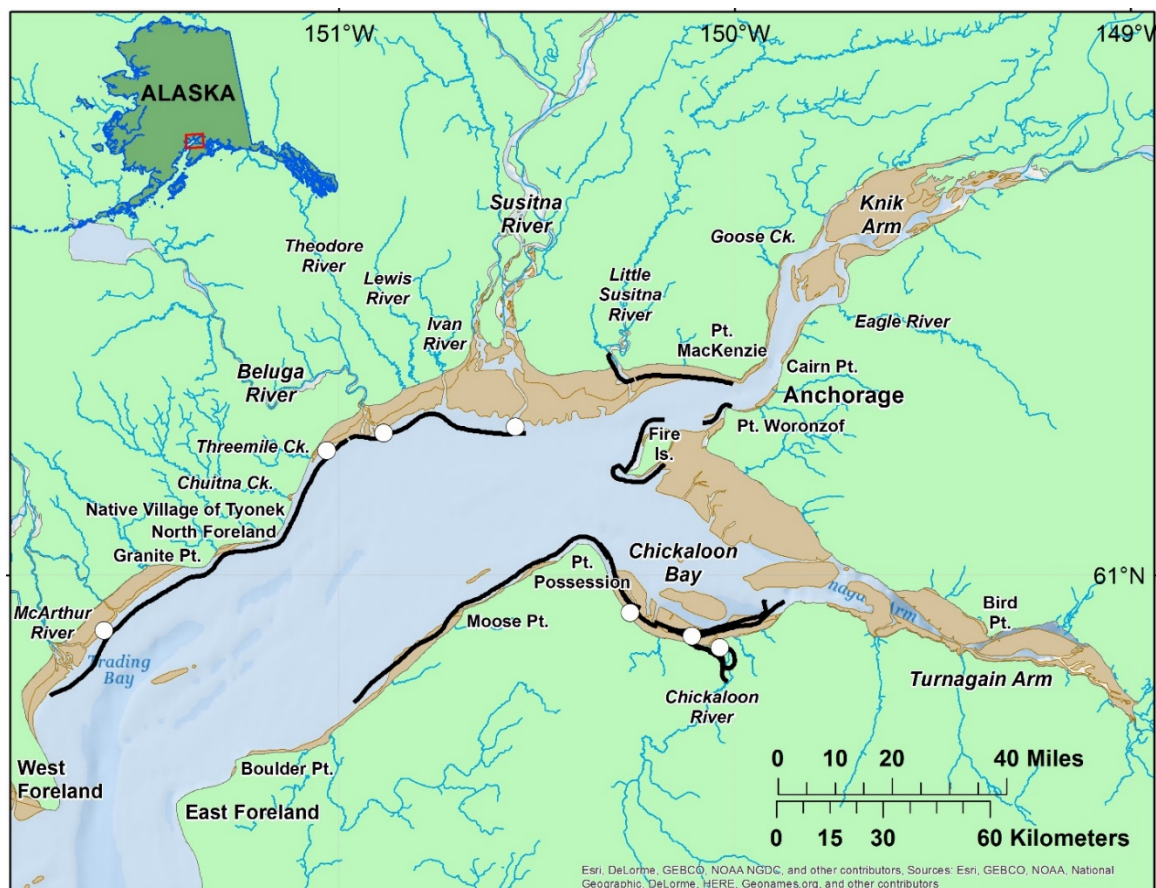 151°W
150°W
149°W
ALASKA
Susitna
River
Knik
Arm
Goose Ck.
Theodore
River
Lewis
River
Little
Susitna
River
Ivan
River
Pt.
MacKenzie
Eagle River
Beluga
River
Cairn Pt.
Anchorage
Threemile Ck.
Fire
Is.
Pt. Woronzof
Chuitna Ck.
Native Village of Tyonek
North Foreland
Granite Pt.
Chickaloon
Bay
Pt.
Possession
61°N
McArthur
River
Moose Pt.
Bird
Pt.
Trading
Bay
Arm
Turnagain Arm
Chickaloon
River
West
Foreland
Boulder Pt.
East Foreland
0 10 20 40 Miles
0 15 30 60 Kilometers
Esri, DeLorme, GEBCO, NOAA NGDC, and other contributors, Sources: Esri, GEBCO, NOAA, National
Geographic, DeLorme, HERE, Geonames.org, and other contributors